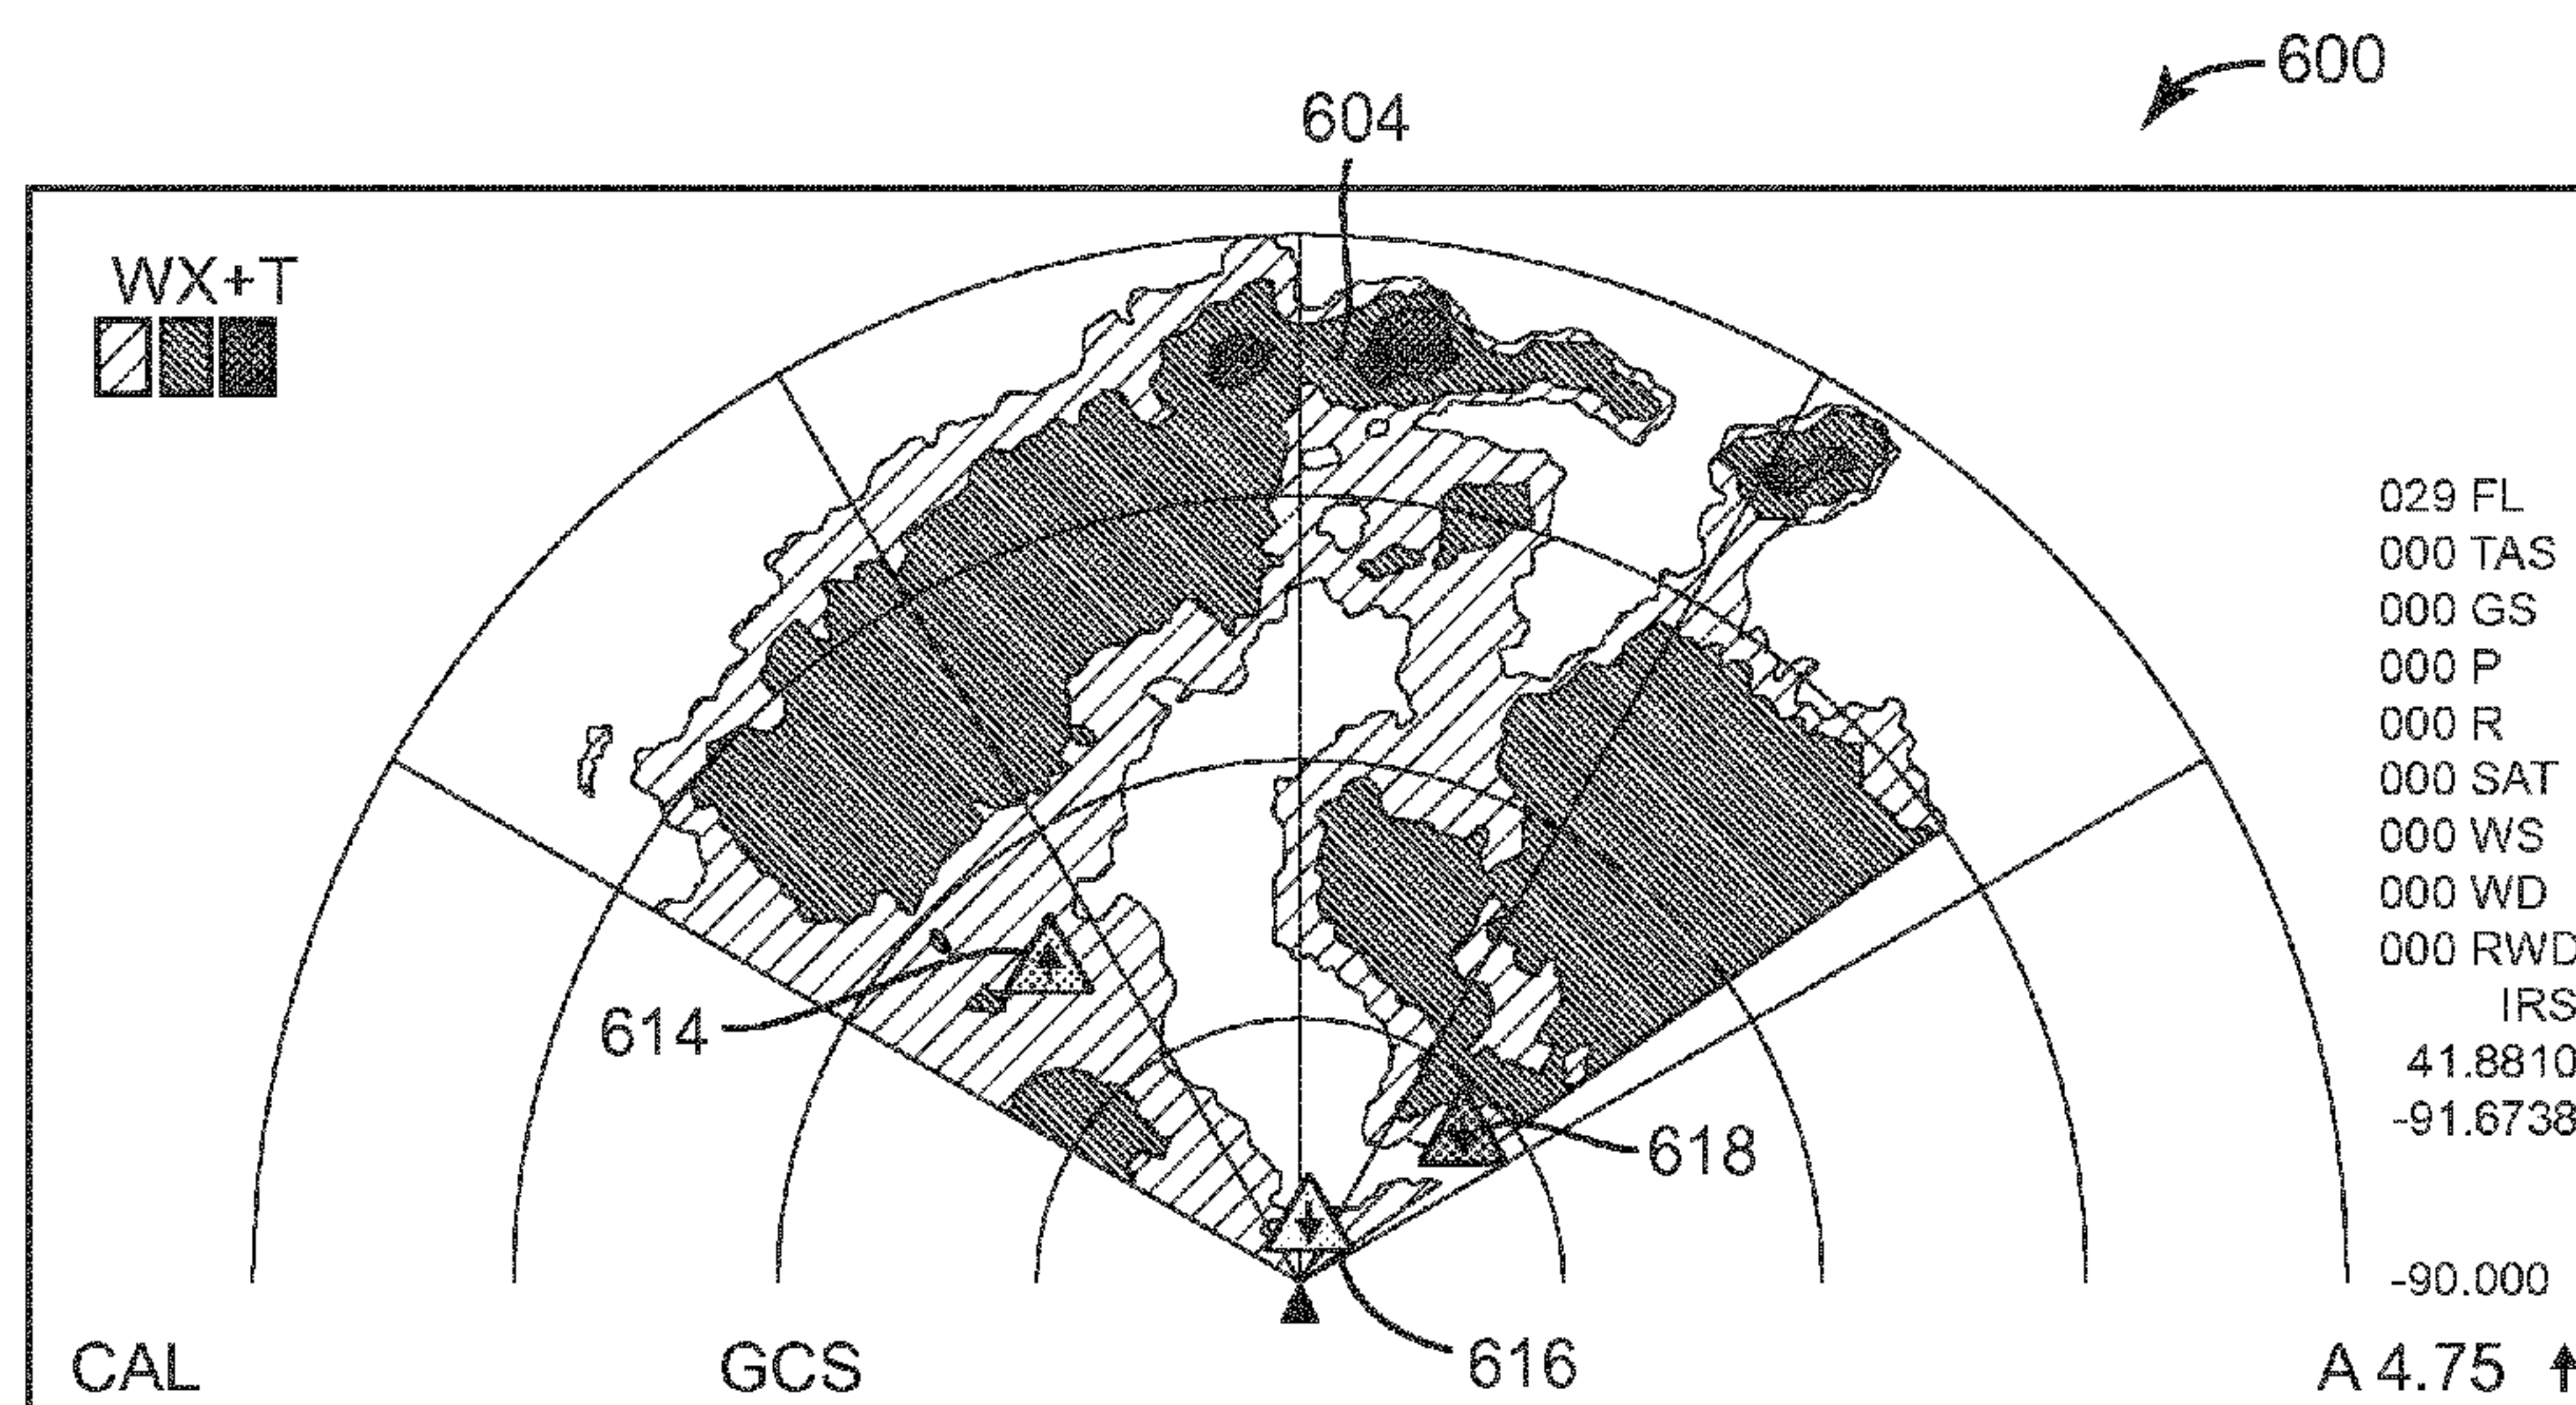 600
604
WX+T
029 FL
000 TAS
000 GS
000 P
000 R
000 SAT
000 WS
000 WD
000 RWD
IRS
41.8810
-91.6738
614
618
-90.000
616
CAL
GCS
A 4.75 ↑